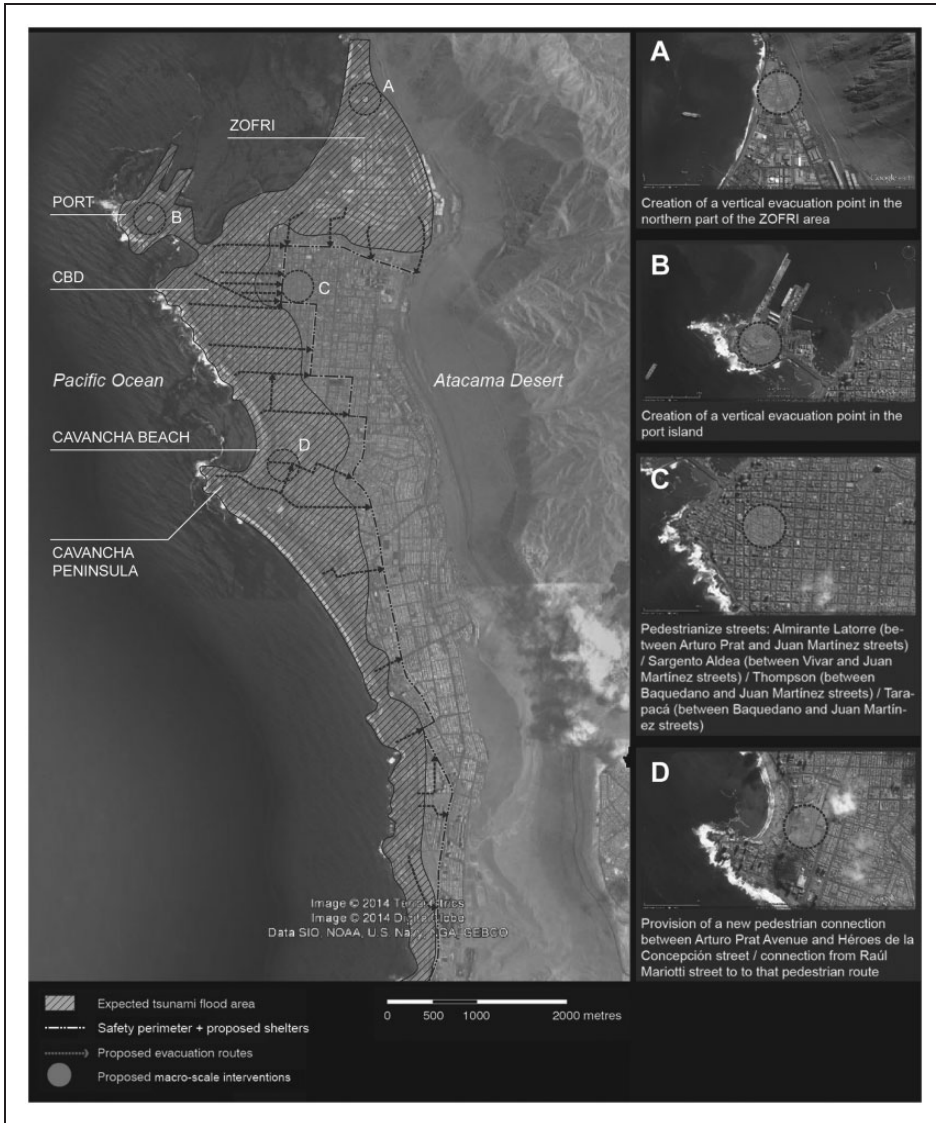 A
ZOFRI
PORT
B
CBD
C
Pacific Ocean
Atacama Desert
CAVANCHA BEACH
D
CAVANCHA
PENINSULA
Image © 2014
Image © 2014
Data SIO, NOAA, U.S. GEBCO
A
Google
Creation of a vertical evacuation point in the
northern part of the ZOFRI area
B
Creation of a vertical evacuation point in the
port island
C
Pedestrianize streets: Almirante Latorre (be-
tween Arturo Prat and Juan Martínez streets)
/ Sargento Aldea (between Vivar and Juan
Martínez streets) / Thompson (between
Baquedano and Juan Martínez streets) / Tara-
pacá (between Baquedano and Juan Martín-
ez streets)
D
Provision of a new pedestrian connection
between Arturo Prat Avenue and Héroes de la
Concepción street / connection from Raúl
Mariotti street to to that pedestrian route
Expected tsunami flood area
Safety perimeter + proposed shelters
Proposed evacuation routes
Proposed macro-scale interventions
0 500 1000 2000 metres